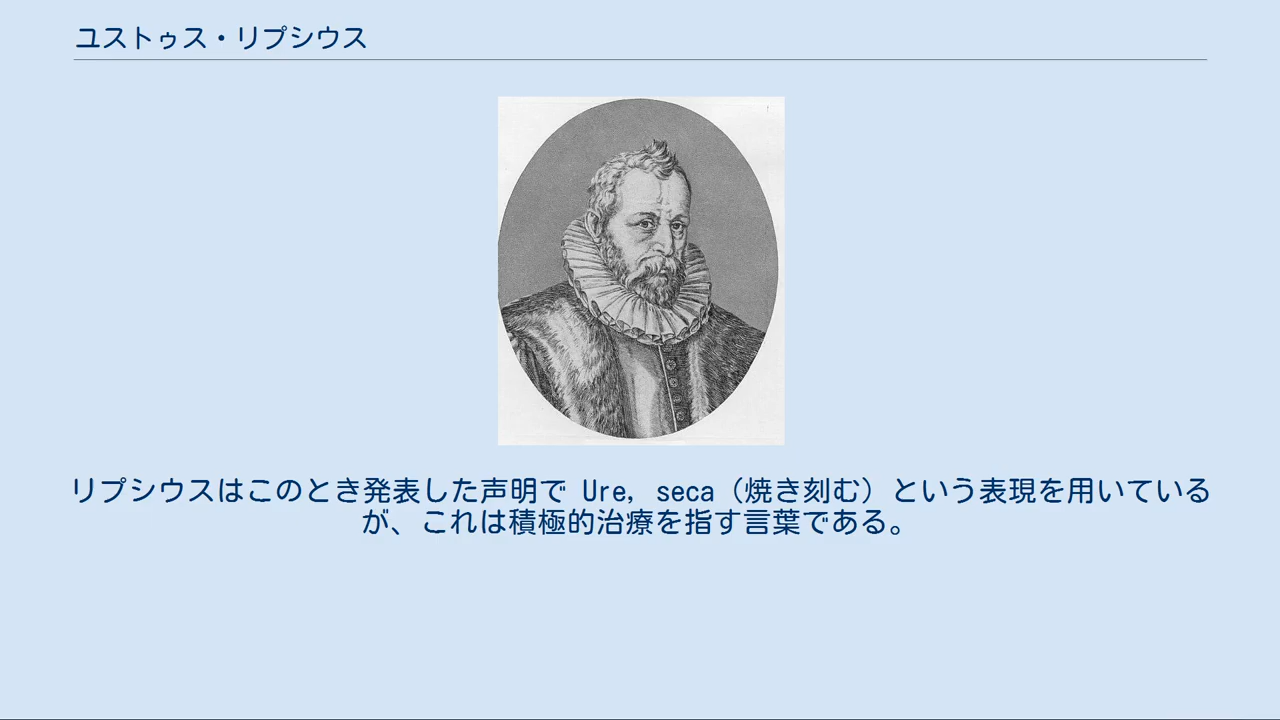 ユストゥス・リプシウス
リプシウスはこのとき発表した声明で Ure, seca（焼き刻む）という表現を用いている
が、これは積極的治療を指す言葉である。